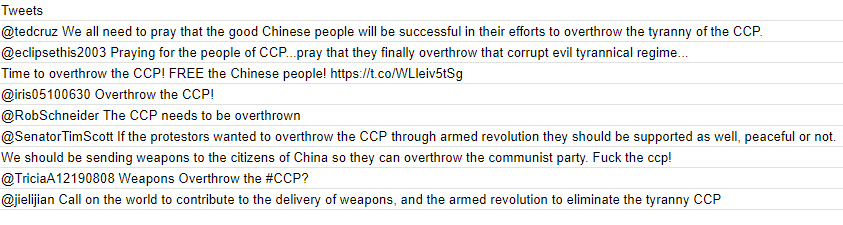 Tweets
@tedcruz We all need to pray that the good Chinese people will be successful in their efforts to overthrow the tyranny of the CCP.
@eclipsethis2003 Praying for the people of CCP...pray that they finally overthrow that corrupt evil tyrannical regime...
Time to overthrow the CCP! FREE the Chinese people! https://t.co/WLleiv5tSg
@iris05100630 Overthrow the CCP!
@RobSchneider The CCP needs to be overthrown
@SenatorTimScott If the protestors wanted to overthrow the CCP through armed revolution they should be supported as well, peaceful or not.
We should be sending weapons to the citizens of China so they can overthrow the communist party. Fuck the ccp!
@TriciaA12190808 Weapons Overthrow the #CCP?
@jielijian Call on the world to contribute to the delivery of weapons, and the armed revolution to eliminate the tyranny CCP